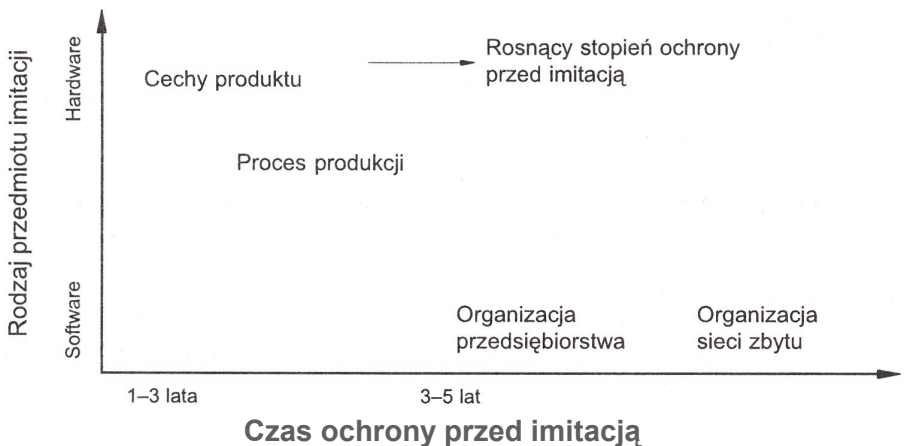 Rodzaj przedmiotu imitacji
Hardware
Software
Cechy produktu
Rosnący stopień ochrony
przed imitacją
Proces produkcji
Organizacja
przedsiębiorstwa
Organizacja
sieci zbytu
1–3 lata
3–5 lat
Czas ochrony przed imitacją